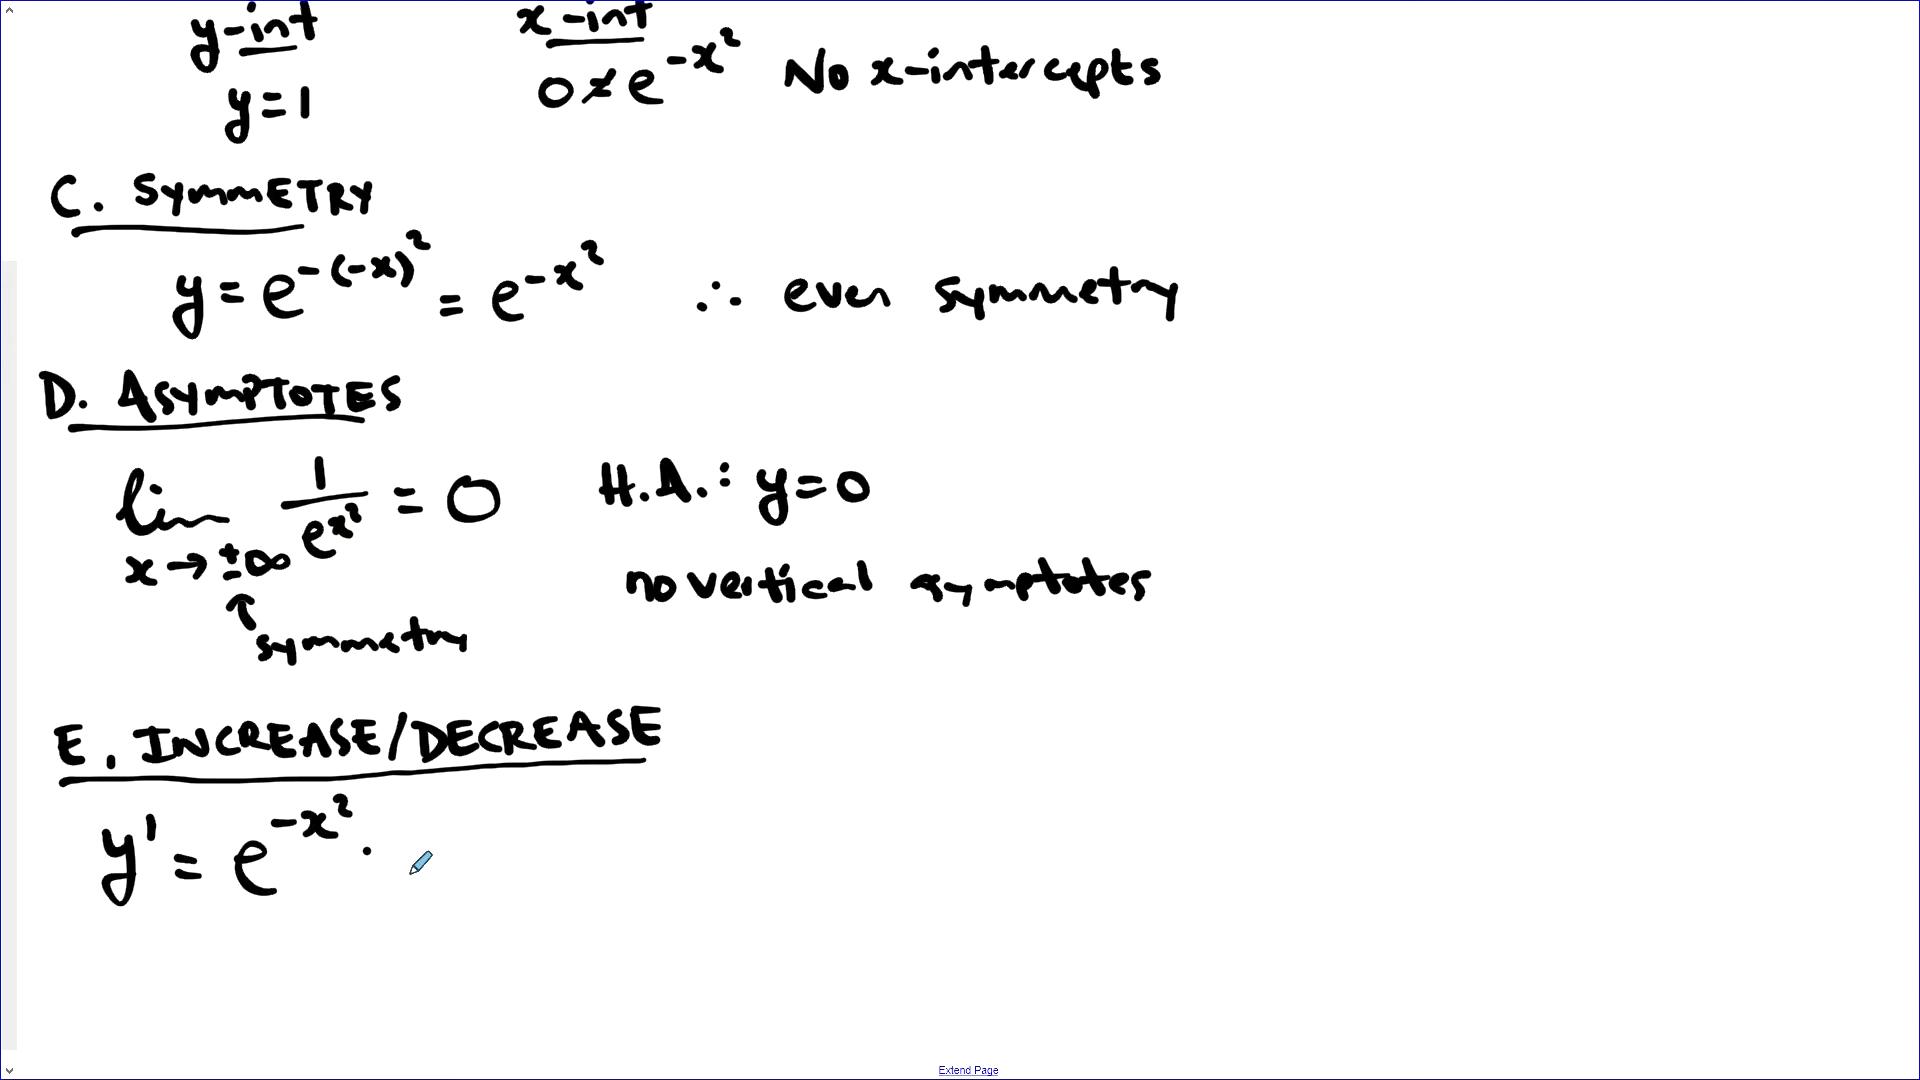 y-int x-int
y=1 0≠e^-x² No x-intercepts
C. SYMMETRY
y=e^-(-x)² = e^-x² ∴ even symmetry
D. ASYMPTOTES
lim x→±∞ 1/e^x² = 0 H.A.: y=0
no vertical asymptotes
↑ symmetry
E. INCREASE/DECREASE
y' = e^-x² ·
Extend Page